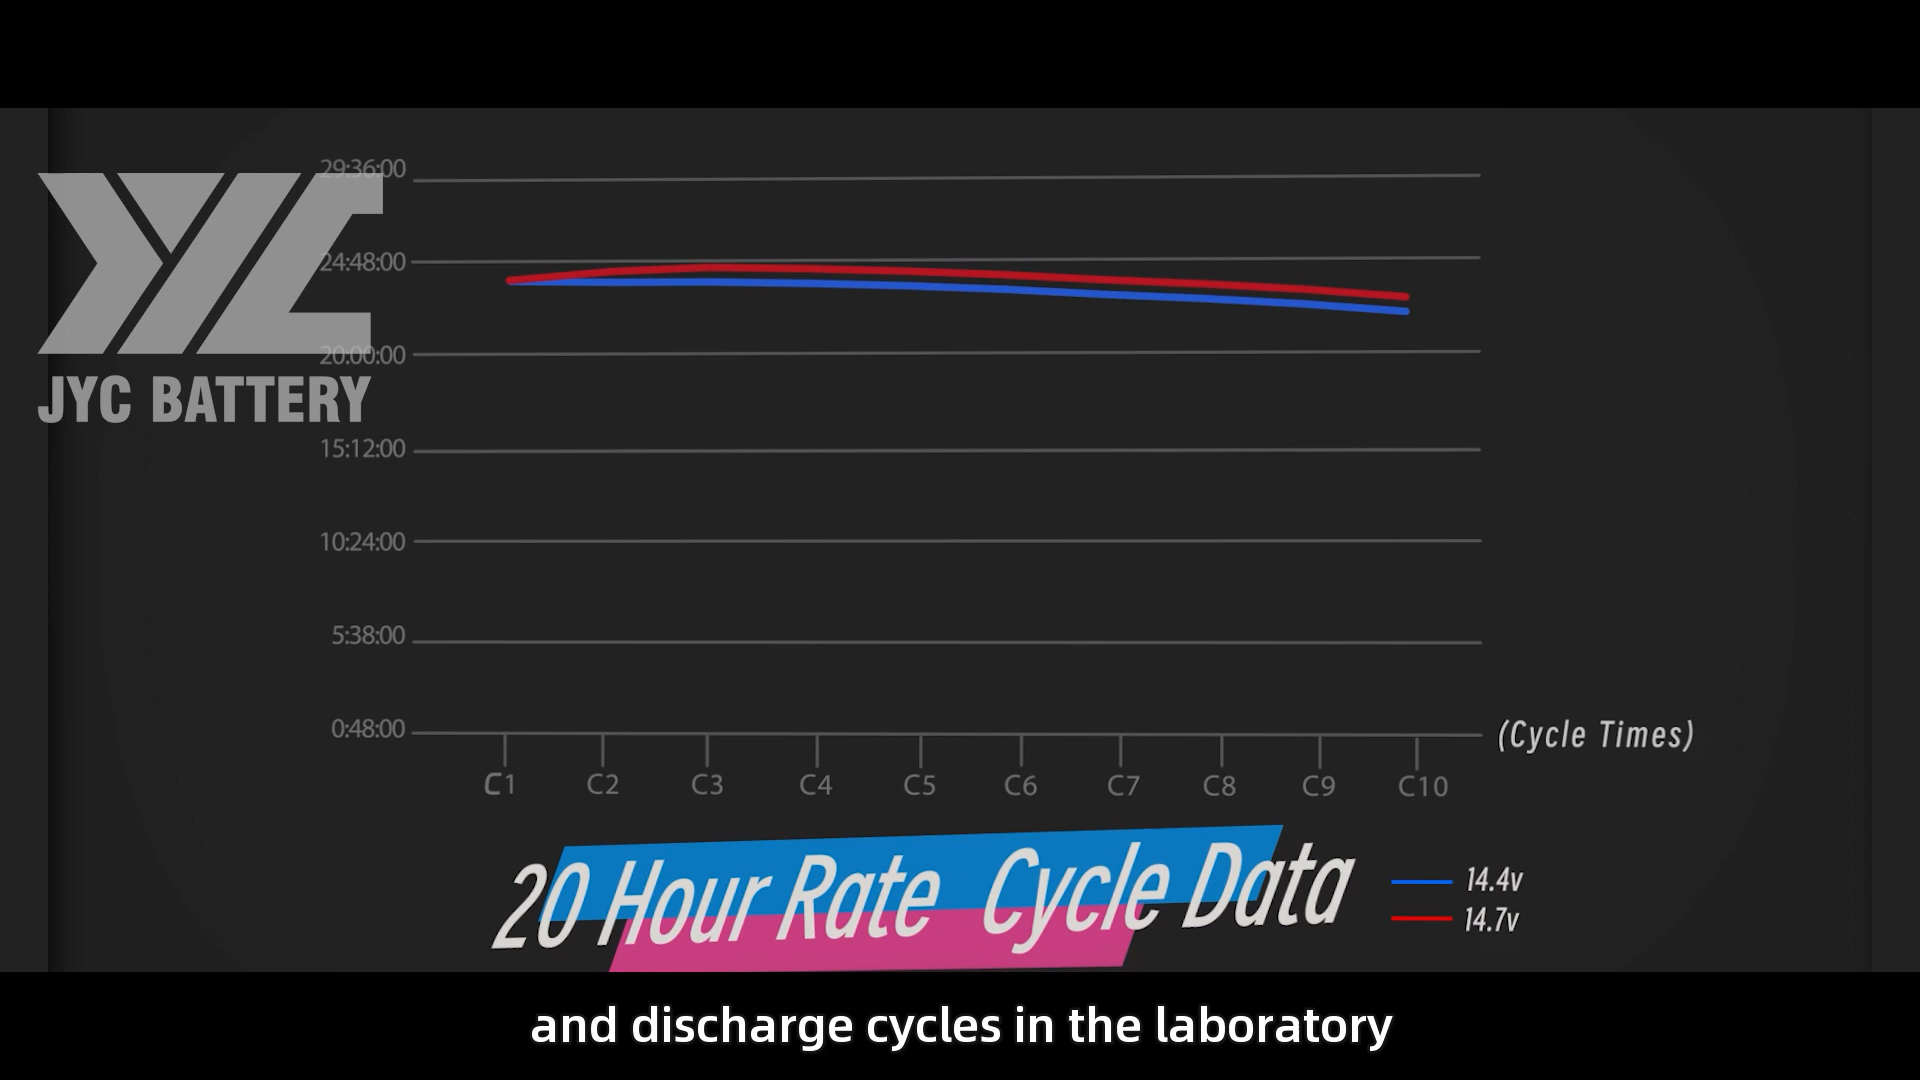 29:36:00
24:48:00
20:00:00
JYC BATTERY
15:12:00
10:24:00
5:38:00
0:48:00
(Cycle Times)
C1 C2 C3 C4 C5 C6 C7 C8 C9 C10
20 Hour Rate Cycle Data
14.4v
14.7v
and discharge cycles in the laboratory